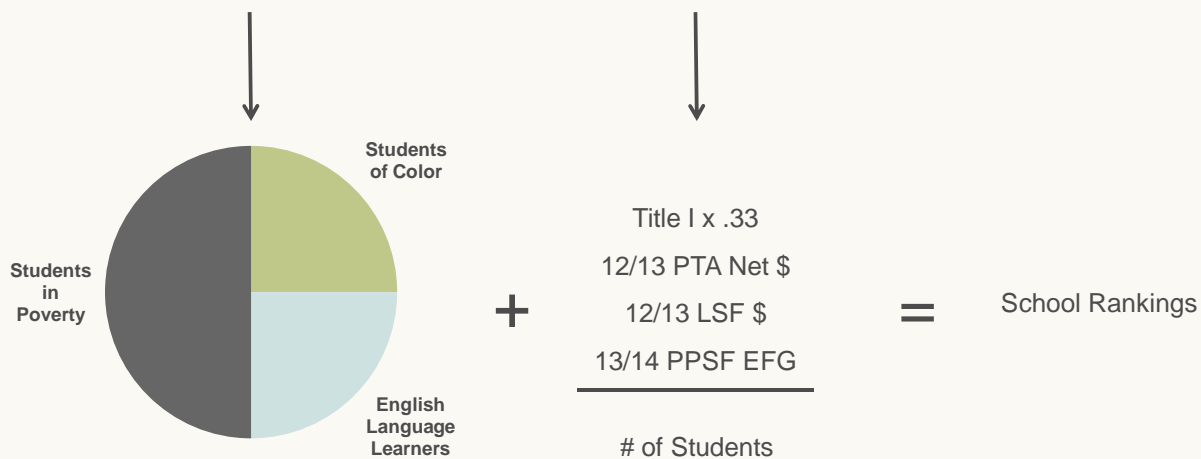 Students
of Color
Students
in
Poverty
English
Language
Learners
+
Title I x .33
12/13 PTA Net $
12/13 LSF $
13/14 PPSF EFG
# of Students
=
School Rankings